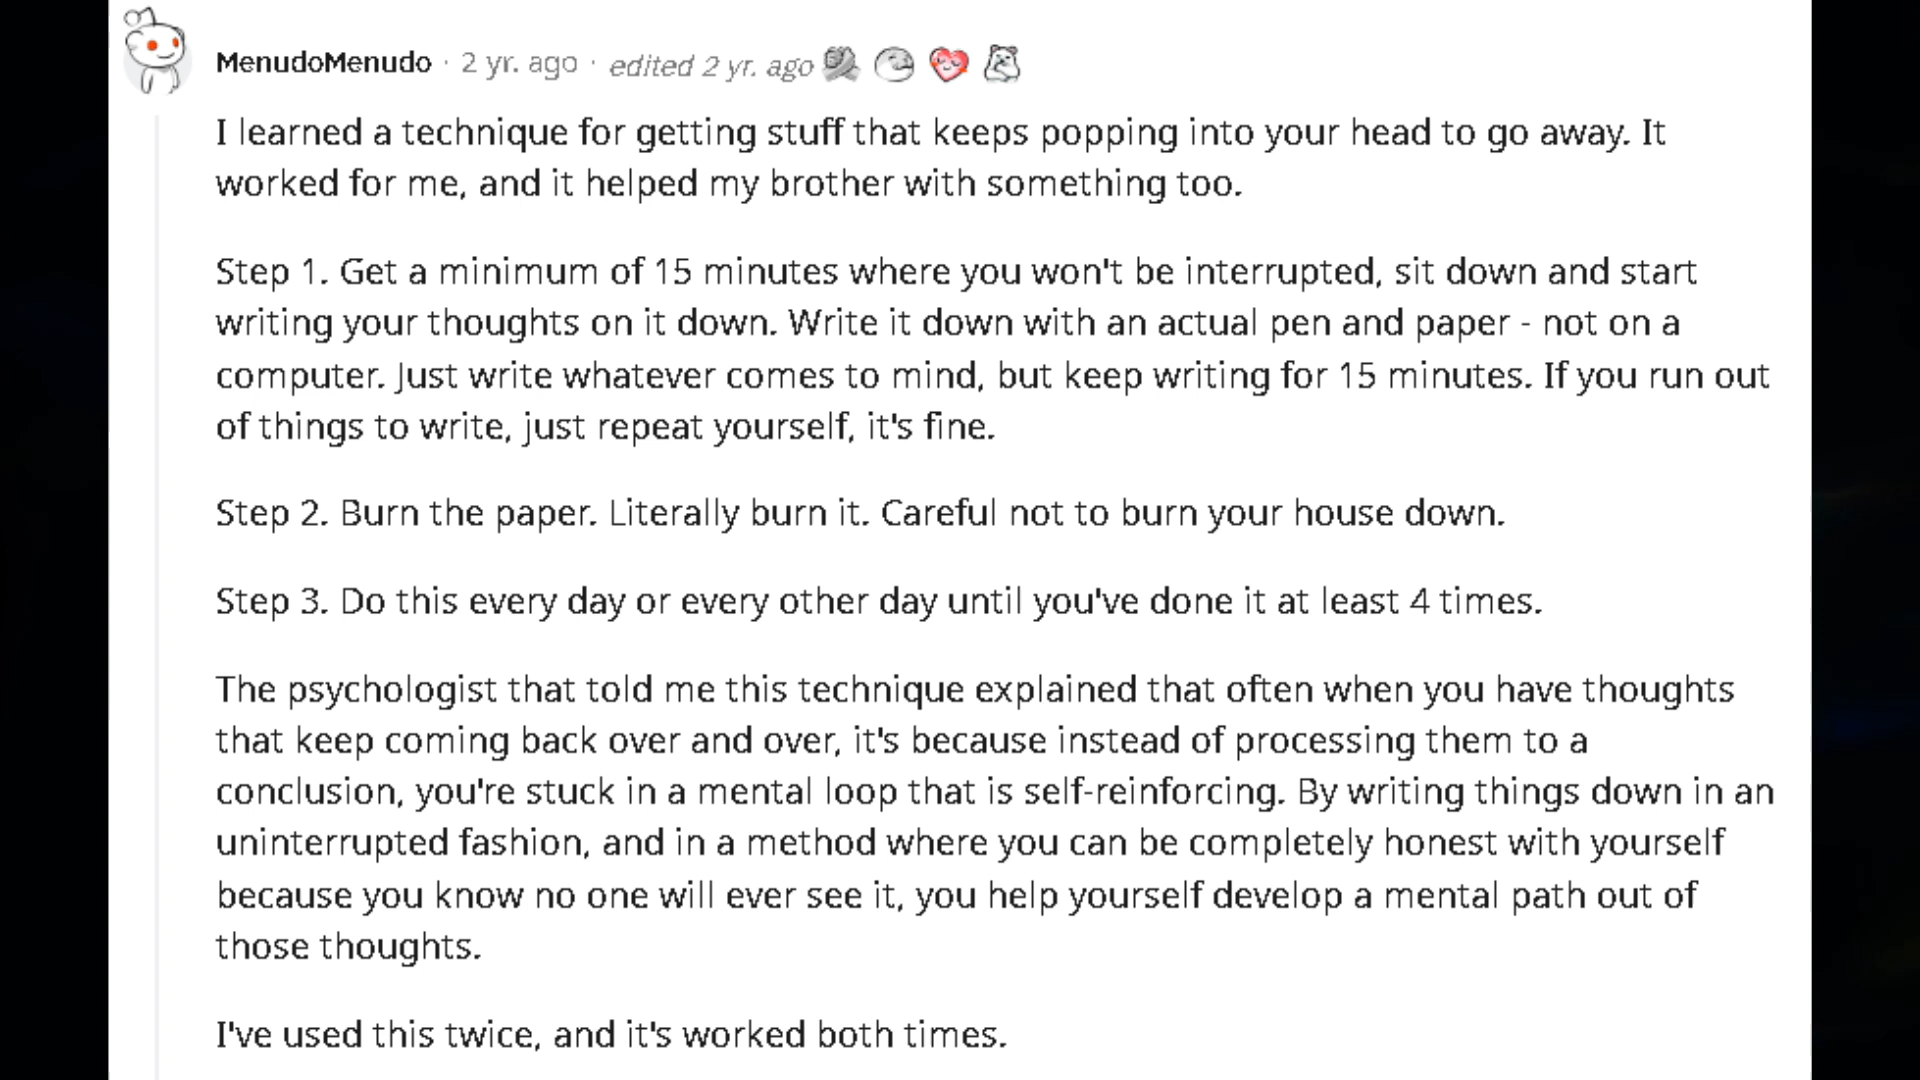 MenudoMenudo · 2 yr. ago · edited 2 yr. ago
I learned a technique for getting stuff that keeps popping into your head to go away. It
worked for me, and it helped my brother with something too.
Step 1. Get a minimum of 15 minutes where you won't be interrupted, sit down and start
writing your thoughts on it down. Write it down with an actual pen and paper - not on a
computer. Just write whatever comes to mind, but keep writing for 15 minutes. If you run out
of things to write, just repeat yourself, it's fine.
Step 2. Burn the paper. Literally burn it. Careful not to burn your house down.
Step 3. Do this every day or every other day until you've done it at least 4 times.
The psychologist that told me this technique explained that often when you have thoughts
that keep coming back over and over, it's because instead of processing them to a
conclusion, you're stuck in a mental loop that is self-reinforcing. By writing things down in an
uninterrupted fashion, and in a method where you can be completely honest with yourself
because you know no one will ever see it, you help yourself develop a mental path out of
those thoughts.
I've used this twice, and it's worked both times.